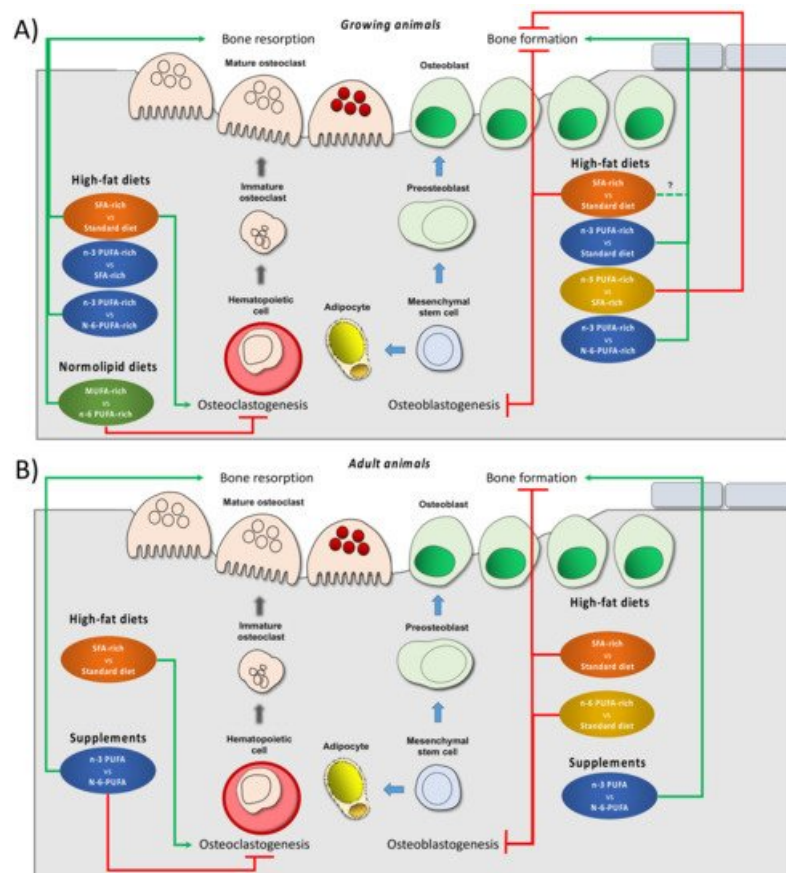 A)
Growing animals
Bone resorption
Bone formation
Mature osteoclast
Osteoblast
High-fat diets
SFA-rich
vs
Standard diet
n-3 PUFA-rich
vs
SFA-rich
n-3 PUFA-rich
vs
N-6-PUFA-rich
Normolipid diets
MUFA-rich
vs
n-6 PUFA-rich
Immature
osteoclast
Hematopoietic
cell
Osteoclastogenesis
Preosteoblast
Adipocyte
Mesenchymal
stem cell
Osteoblastogenesis
High-fat diets
SFA-rich
vs
Standard diet
?
n-3 PUFA-rich
vs
Standard diet
n-3 PUFA-rich
vs
SFA-rich
n-3 PUFA-rich
vs
N-6-PUFA-rich
B)
Adult animals
Bone resorption
Bone formation
Mature osteoclast
Osteoblast
High-fat diets
SFA-rich
vs
Standard diet
Supplements
n-3 PUFA
vs
N-6-PUFA
Immature
osteoclast
Hematopoietic
cell
Osteoclastogenesis
Preosteoblast
Adipocyte
Mesenchymal
stem cell
Osteoblastogenesis
High-fat diets
SFA-rich
vs
Standard diet
n-6-PUFA-rich
vs
Standard diet
Supplements
n-3 PUFA
vs
N-6-PUFA